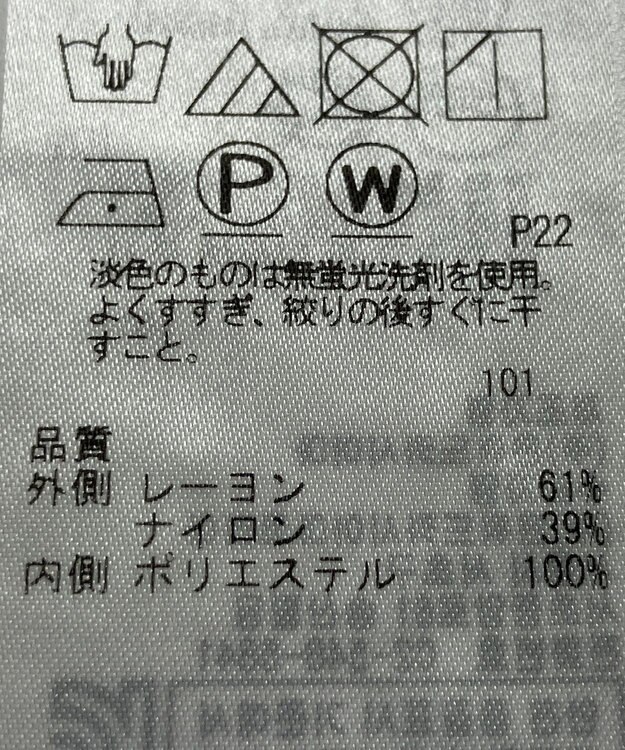 P
W
P22
淡色のものは無蛍光洗剤を使用。
よくすすぎ、絞りの後すぐに干
すこと。
101
品質
外側 レーヨン 61%
ナイロン 39%
内側 ポリエステル 100%